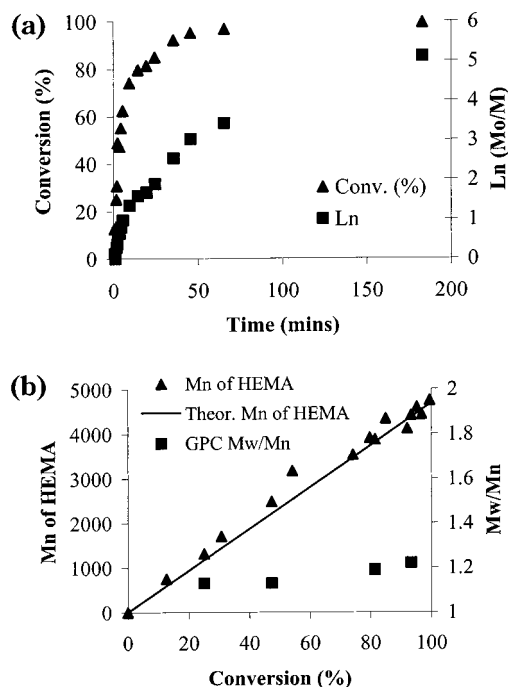 (a)
100
80
60
40
20
0
Conversion (%)
6
5
4
3
2
1
0
Ln (Mo/M)
Conv. (%)
Ln
0 50 100 150 200
Time (mins)
(b)
Mn of HEMA
Theor. Mn of HEMA
GPC Mw/Mn
5000
4000
3000
2000
1000
0
Mn of HEMA
2
1.8
1.6
1.4
1.2
1
Mw/Mn
0 20 40 60 80 100
Conversion (%)